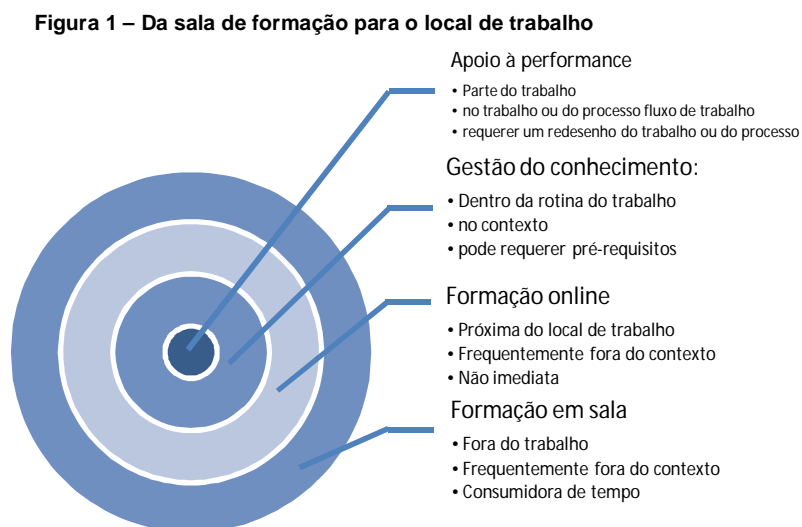 Figura 1 – Da sala de formação para o local de trabalho
Apoio à performance
• Parte do trabalho
• no trabalho ou do processo fluxo de trabalho
• requerer um redesenho do trabalho ou do processo
Gestão do conhecimento:
• Dentro da rotina do trabalho
• no contexto
• pode requerer pré-requisitos
Formação online
• Próxima do local de trabalho
• Frequentemente fora do contexto
• Não imediata
Formação em sala
• Fora do trabalho
• Frequentemente fora do contexto
• Consumidora de tempo